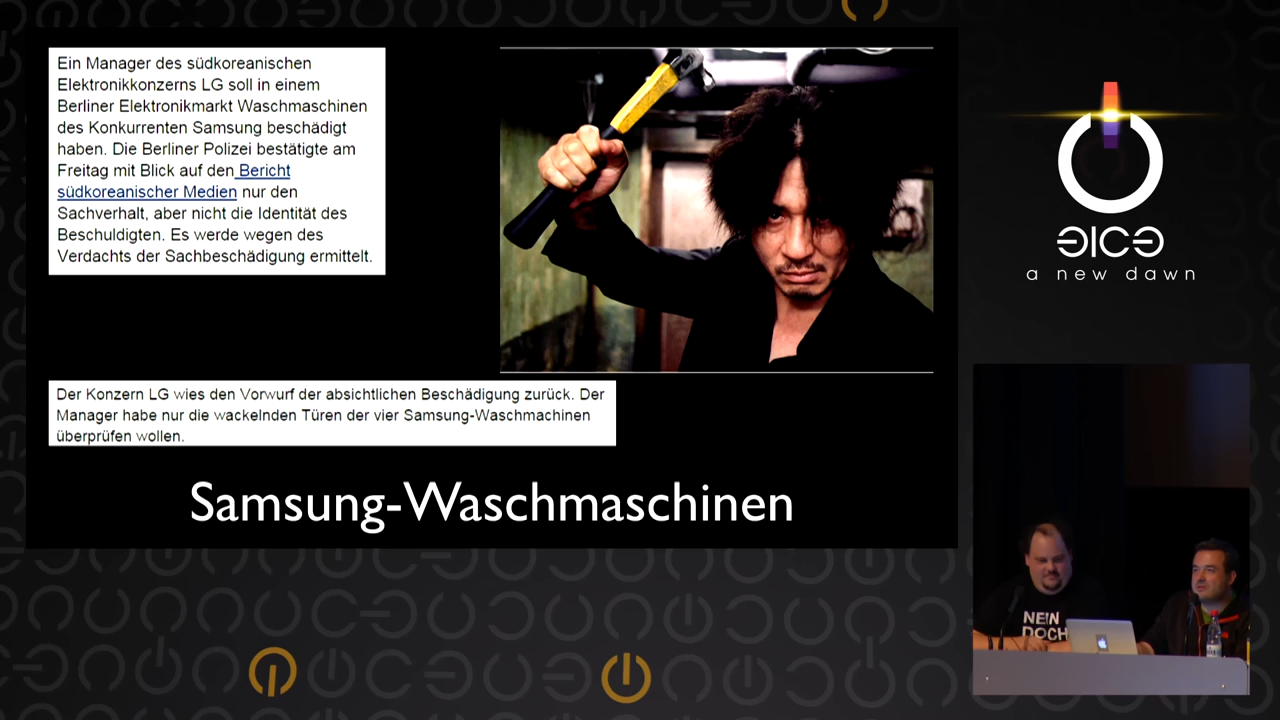 Ein Manager des südkoreanischen
Elektronikkonzerns LG soll in einem
Berliner Elektronikmarkt Waschmaschinen
des Konkurrenten Samsung beschädigt
haben. Die Berliner Polizei bestätigte am
Freitag mit Blick auf den Bericht
südkoreanischer Medien nur den
Sachverhalt, aber nicht die Identität des
Beschuldigten. Es werde wegen des
Verdachts der Sachbeschädigung ermittelt.
Der Konzern LG wies den Vorwurf der absichtlichen Beschädigung zurück. Der
Manager habe nur die wackelnden Türen der vier Samsung-Waschmachinen
überprüfen wollen.
Samsung-Waschmaschinen
a new dawn
NEIN
DOCH